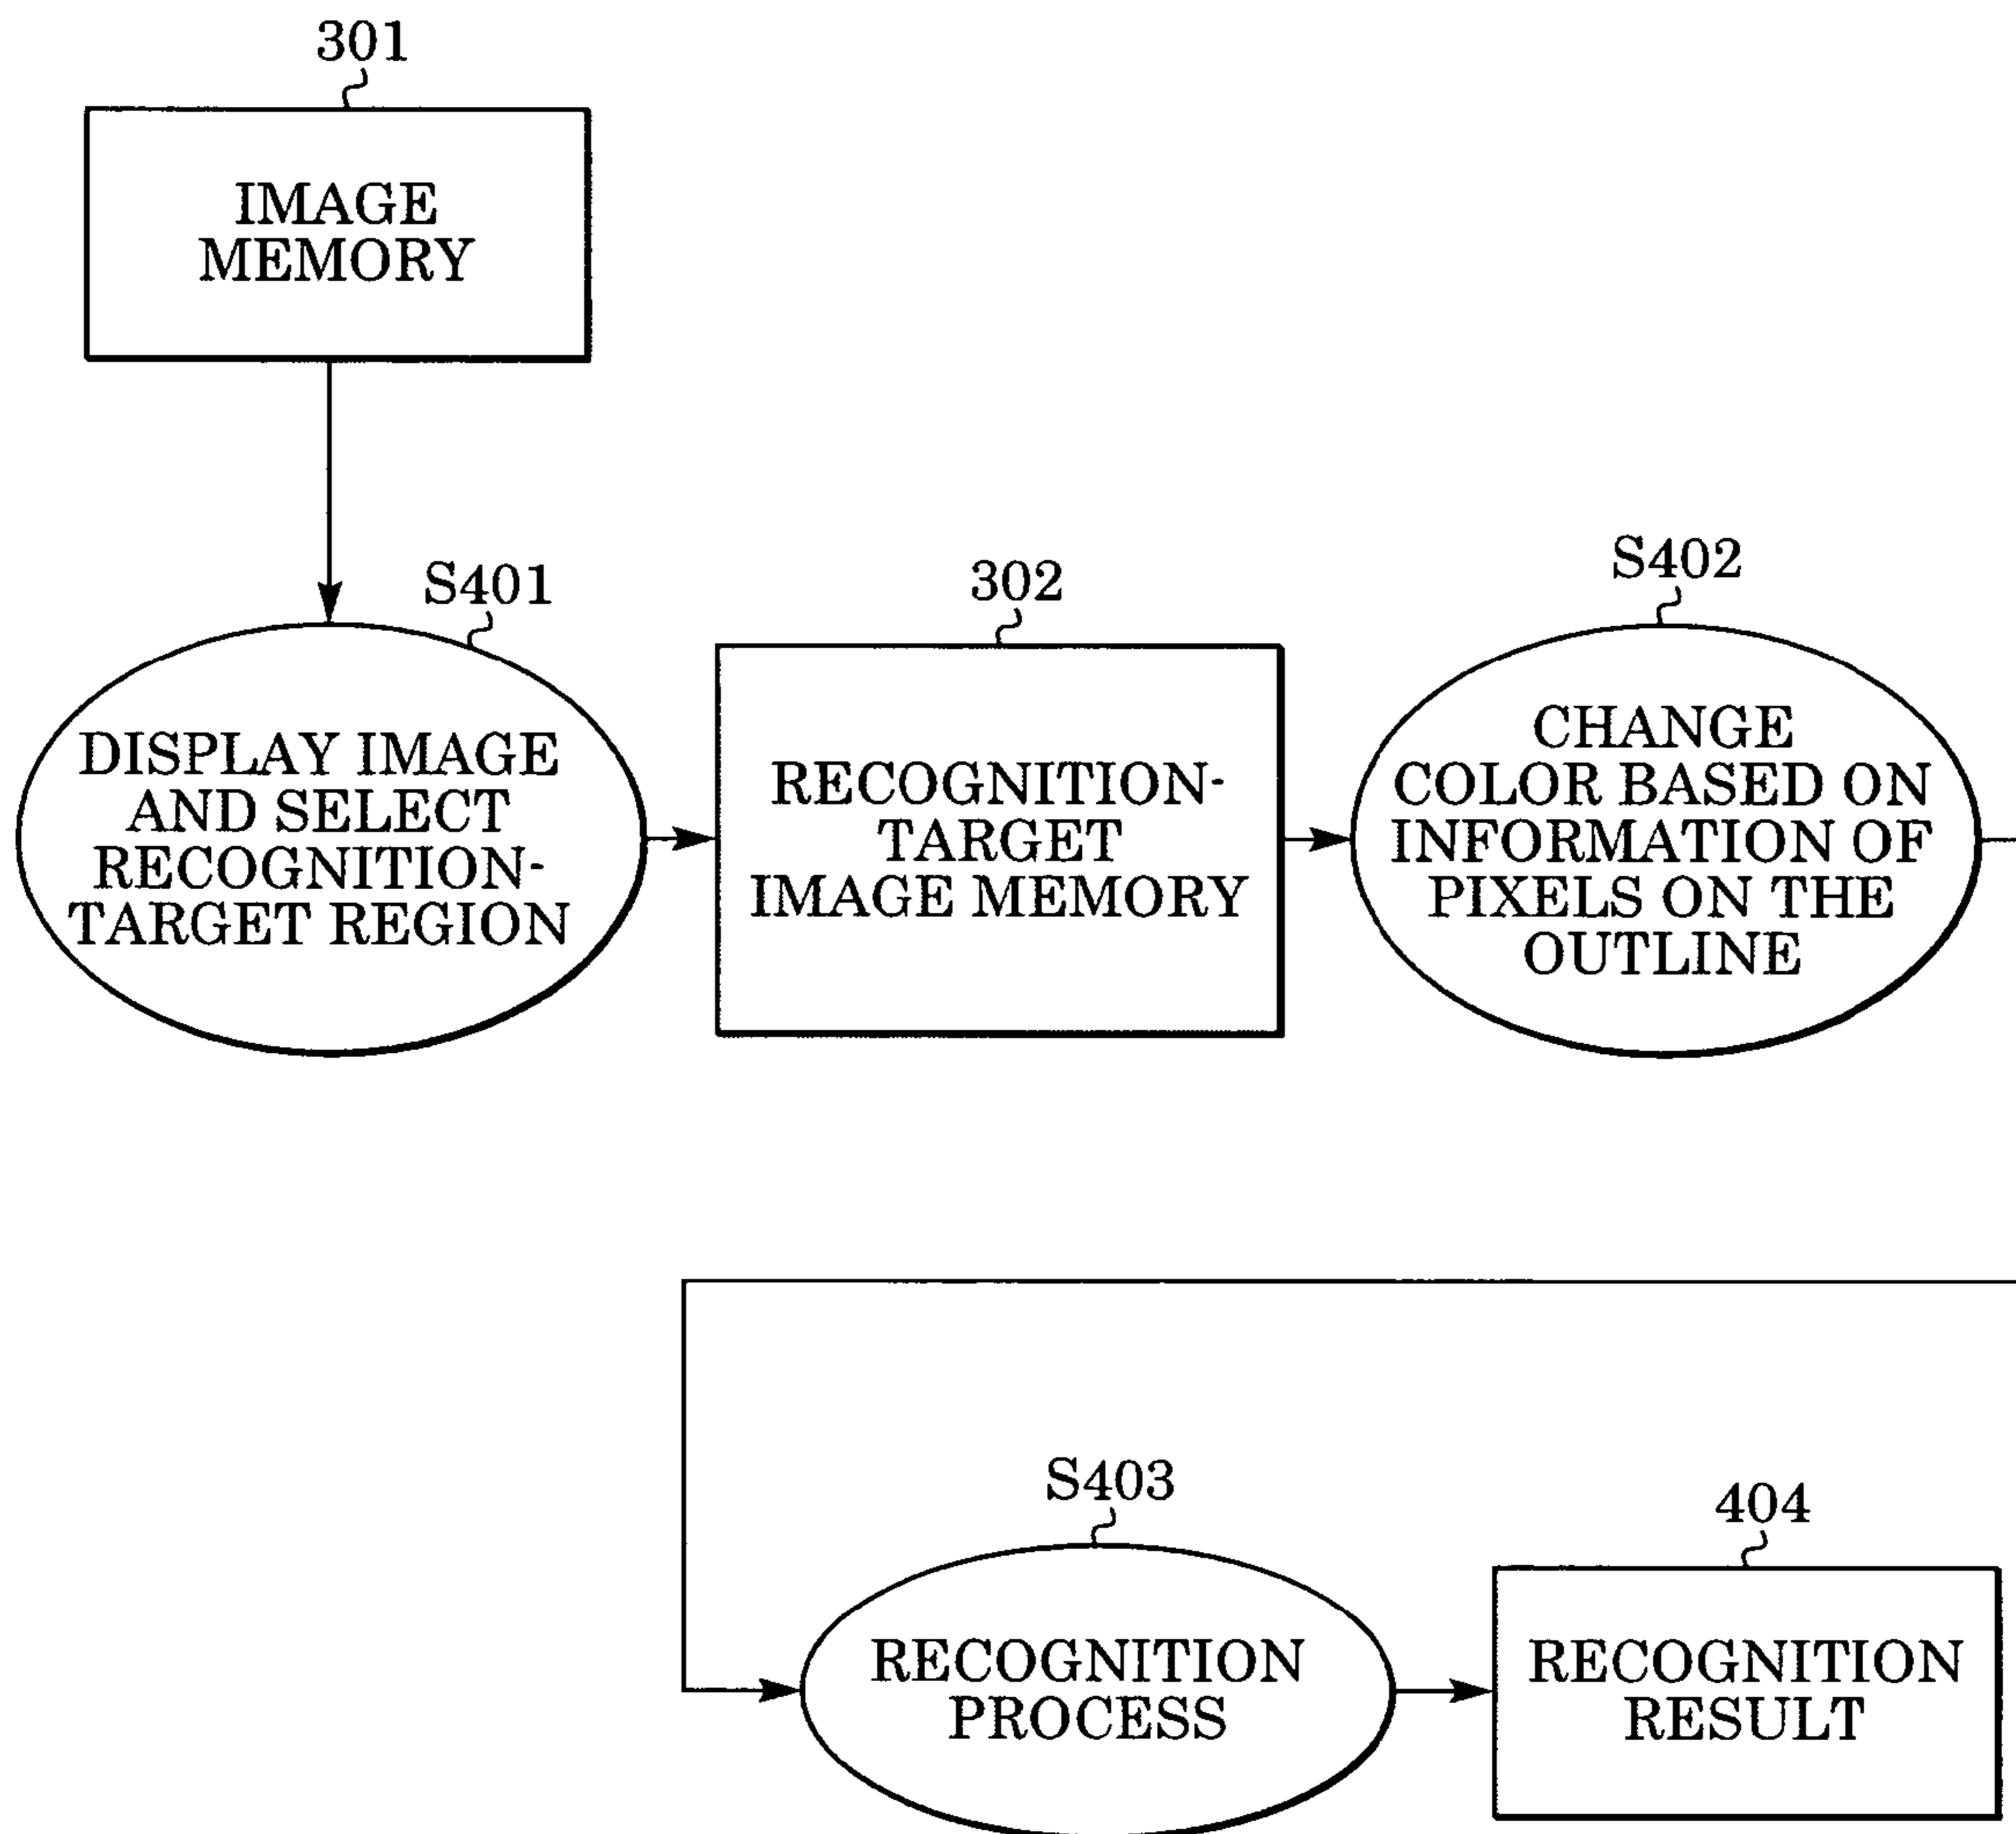 301
IMAGE
MEMORY
S401
DISPLAY IMAGE
AND SELECT
RECOGNITION-
TARGET REGION
302
RECOGNITION-
TARGET
IMAGE MEMORY
S402
CHANGE
COLOR BASED ON
INFORMATION OF
PIXELS ON THE
OUTLINE
S403
RECOGNITION
PROCESS
404
RECOGNITION
RESULT